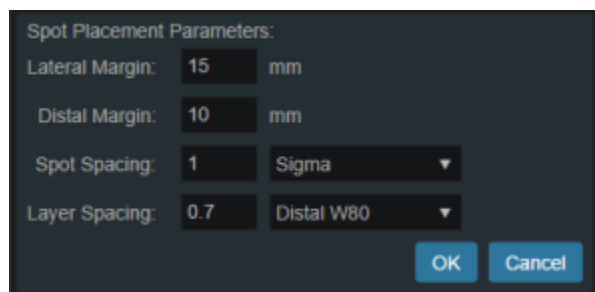 Spot Placement Parameters:
Lateral Margin: 15 mm
Distal Margin: 10 mm
Spot Spacing: 1 Sigma
Layer Spacing: 0.7 Distal W80
OK Cancel